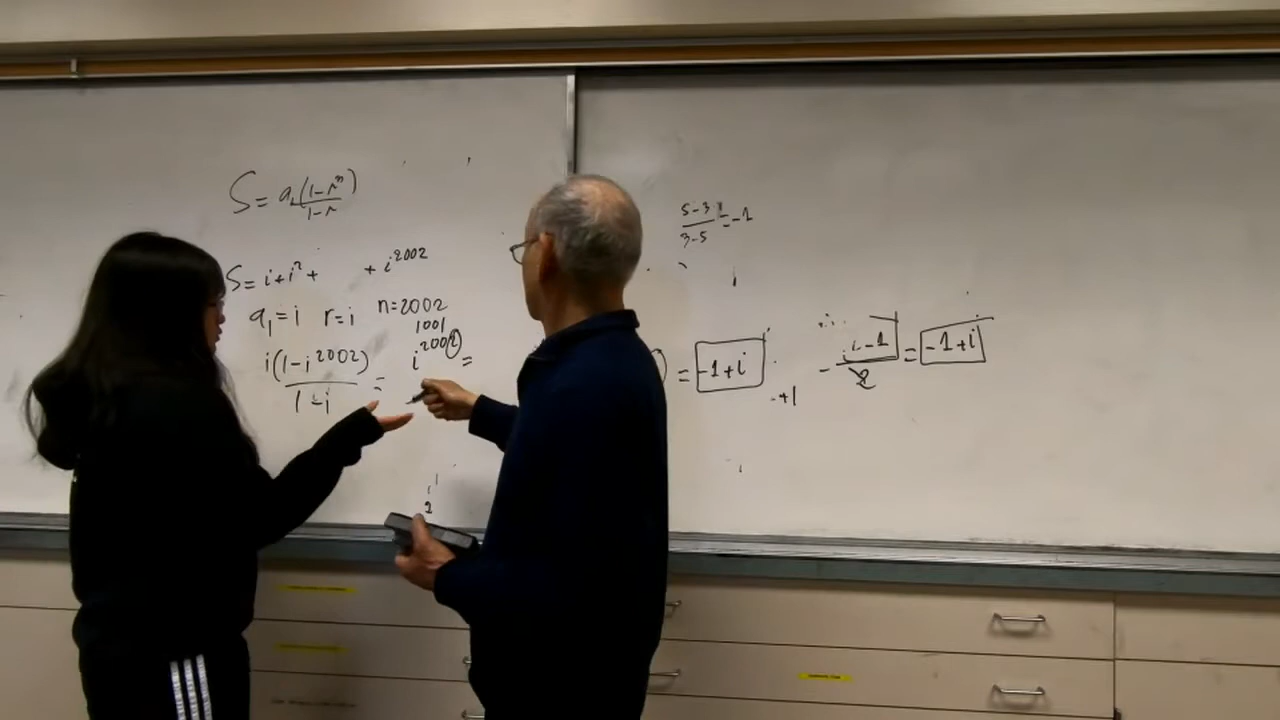 S = a₁(1-rⁿ)/1-r
S = i + i² + + i²⁰⁰²
a₁ = i r = i n = 2002
1001
i(1-i²⁰⁰²)/1-i = i²⁰⁰² =
2
5-3/3-5 = -1
= -1+i
+1
- i-1/2 = -1+i